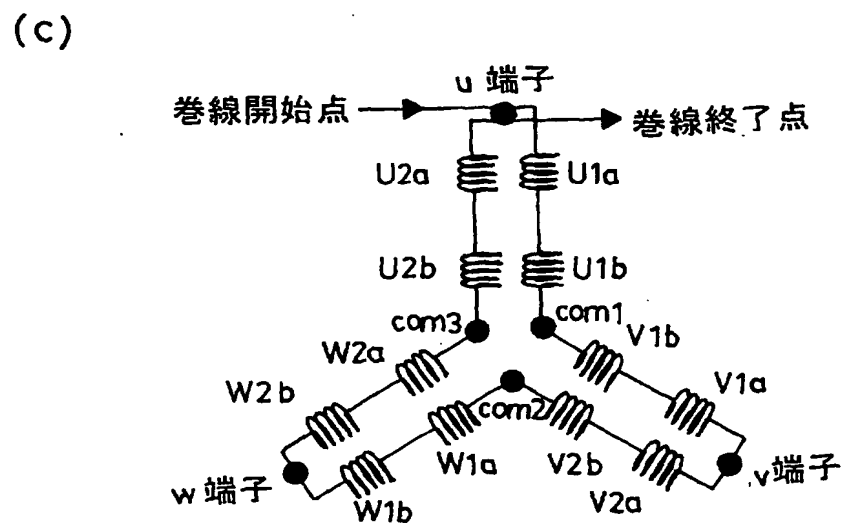 (c)
u 端子
巻線開始点
巻線終了点
U2a
U1a
U2b
U1b
com3
com1
V1b
W2a
V1a
W2b
com2
W1a
V2b
w 端子
v端子
W1b
V2a